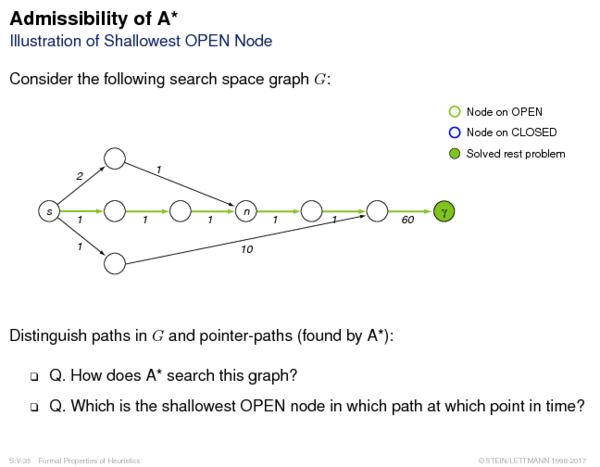 Admissibility of A*
Illustration of Shallowest OPEN Node
Consider the following search space graph G:
Node on OPEN
Node on CLOSED
Solved rest problem
2
1
s
n
γ
1
1
1
1
1
60
1
10
Distinguish paths in G and pointer-paths (found by A*):
❑ Q. How does A* search this graph?
❑ Q. Which is the shallowest OPEN node in which path at which point in time?
S:V-35 Formal Properties of Heuristics
© STEIN/LETTMANN 1998-2017